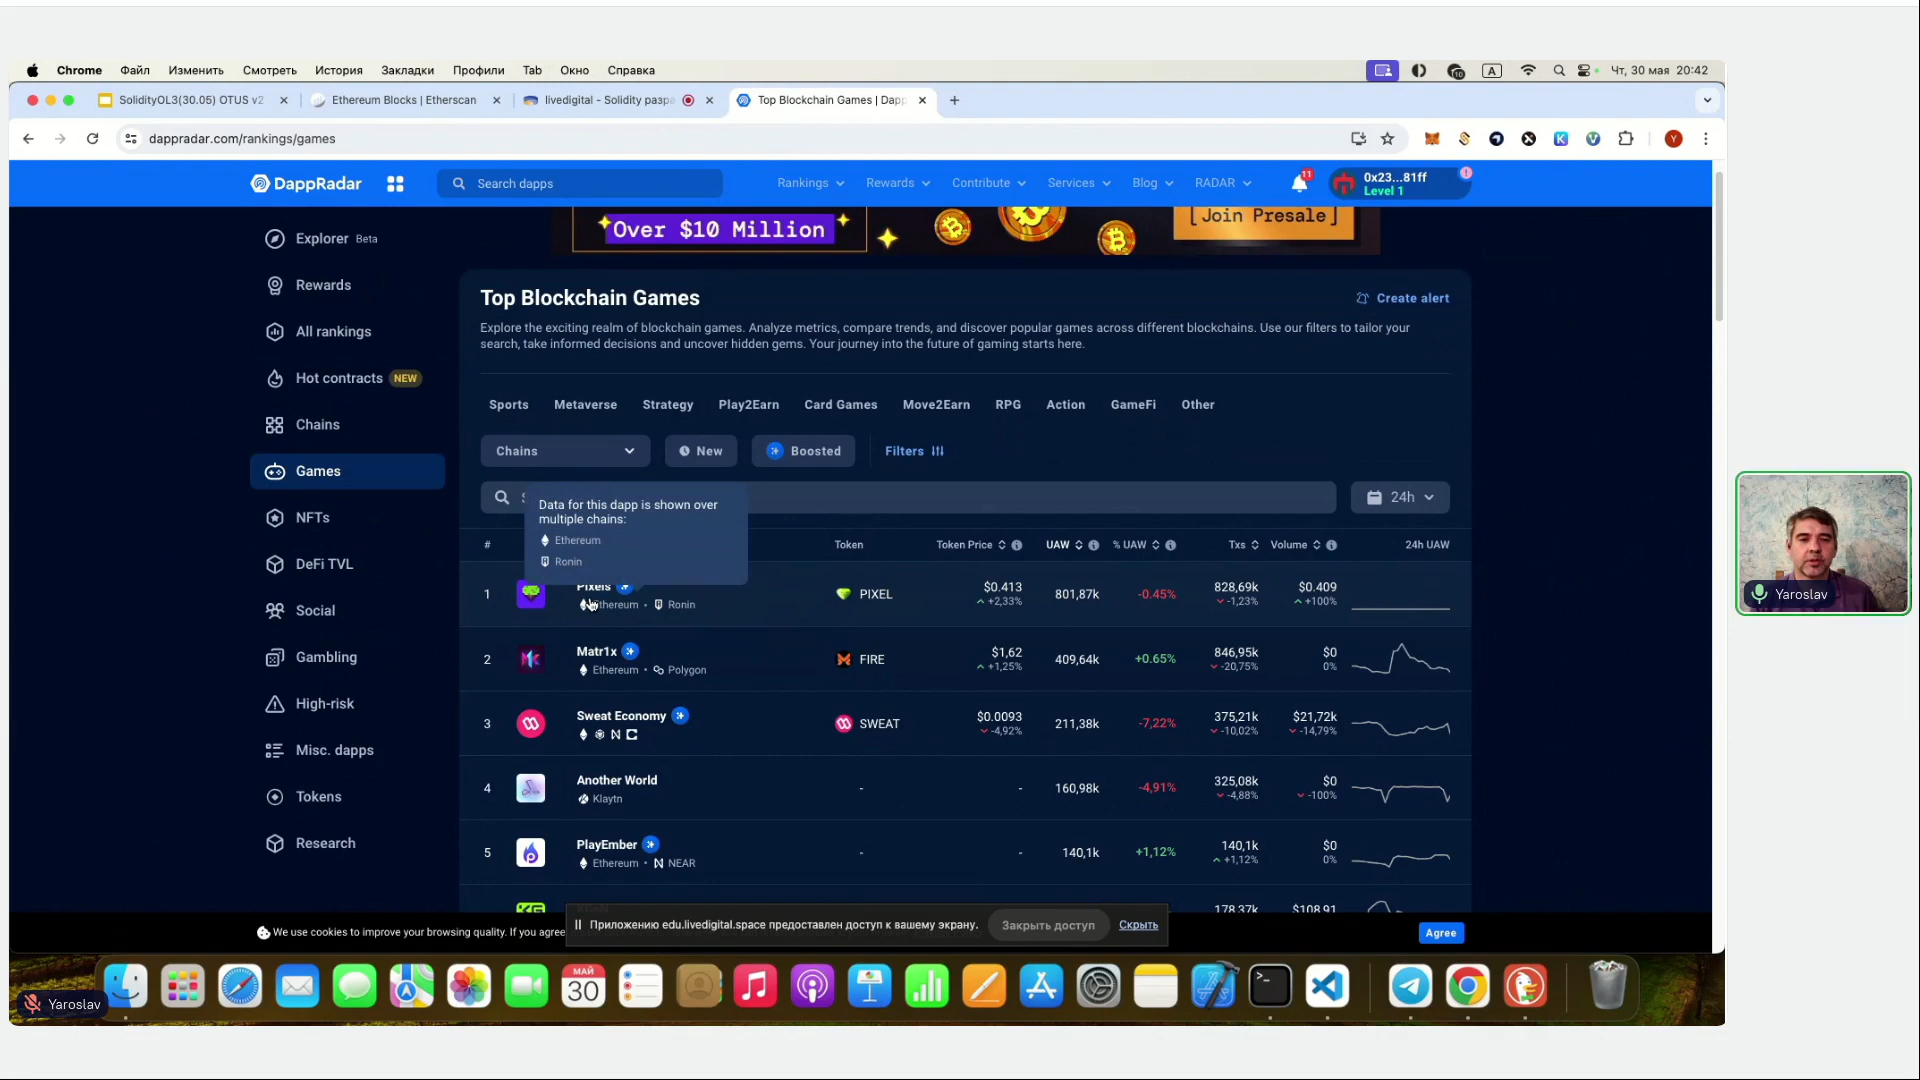 Chrome Файл Изменить Смотреть История Закладки Профили Tab Окно Справка
10 A Чт, 30 мая 20:42
SolidityOL3(30.05) OTUS v2
Ethereum Blocks | Etherscan
livedigital - Solidity разра
Top Blockchain Games | Dapp
dappradar.com/rankings/games
K V Y
DappRadar
Search dapps
Rankings Rewards Contribute Services Blog RADAR
11
0x23...81ff
Level 1
Over $10 Million
[Join Presale]
Explorer Beta
Rewards
All rankings
Hot contracts NEW
Chains
Games
NFTs
DeFi TVL
Social
Gambling
High-risk
Misc. dapps
Tokens
Research
Top Blockchain Games
Create alert
Explore the exciting realm of blockchain games. Analyze metrics, compare trends, and discover popular games across different blockchains. Use our filters to tailor your
search, take informed decisions and uncover hidden gems. Your journey into the future of gaming starts here.
Sports Metaverse Strategy Play2Earn Card Games Move2Earn RPG Action GameFi Other
Chains New Boosted Filters
24h
Data for this dapp is shown over
multiple chains:
Ethereum
Ronin
# Token Token Price UAW % UAW Txs Volume 24h UAW
1 Pixels PIXEL $0.413 801,87k -0.45% 828,69k $0.409
Ethereum • Ronin +2,33% -1,23% +100%
2 Matr1x FIRE $1,62 409,64k +0.65% 846,95k $0
Ethereum • Polygon +1,25% -20,75% 0%
3 Sweat Economy SWEAT $0.0093 211,38k -7,22% 375,21k $21,72k
-4,92% -10,02% -14,79%
4 Another World - - 160,98k -4,91% 325,08k $0
Klaytn -4,88% -100%
5 PlayEmber - - 140,1k +1,12% 140,1k $0
Ethereum • NEAR +1,12% 0%
178,37k $108,91
We use cookies to improve your browsing quality. If you agree
Agree
Приложению edu.livedigital.space предоставлен доступ к вашему экрану. Закрыть доступ Скрыть
МАЙ
30
Yaroslav
Yaroslav